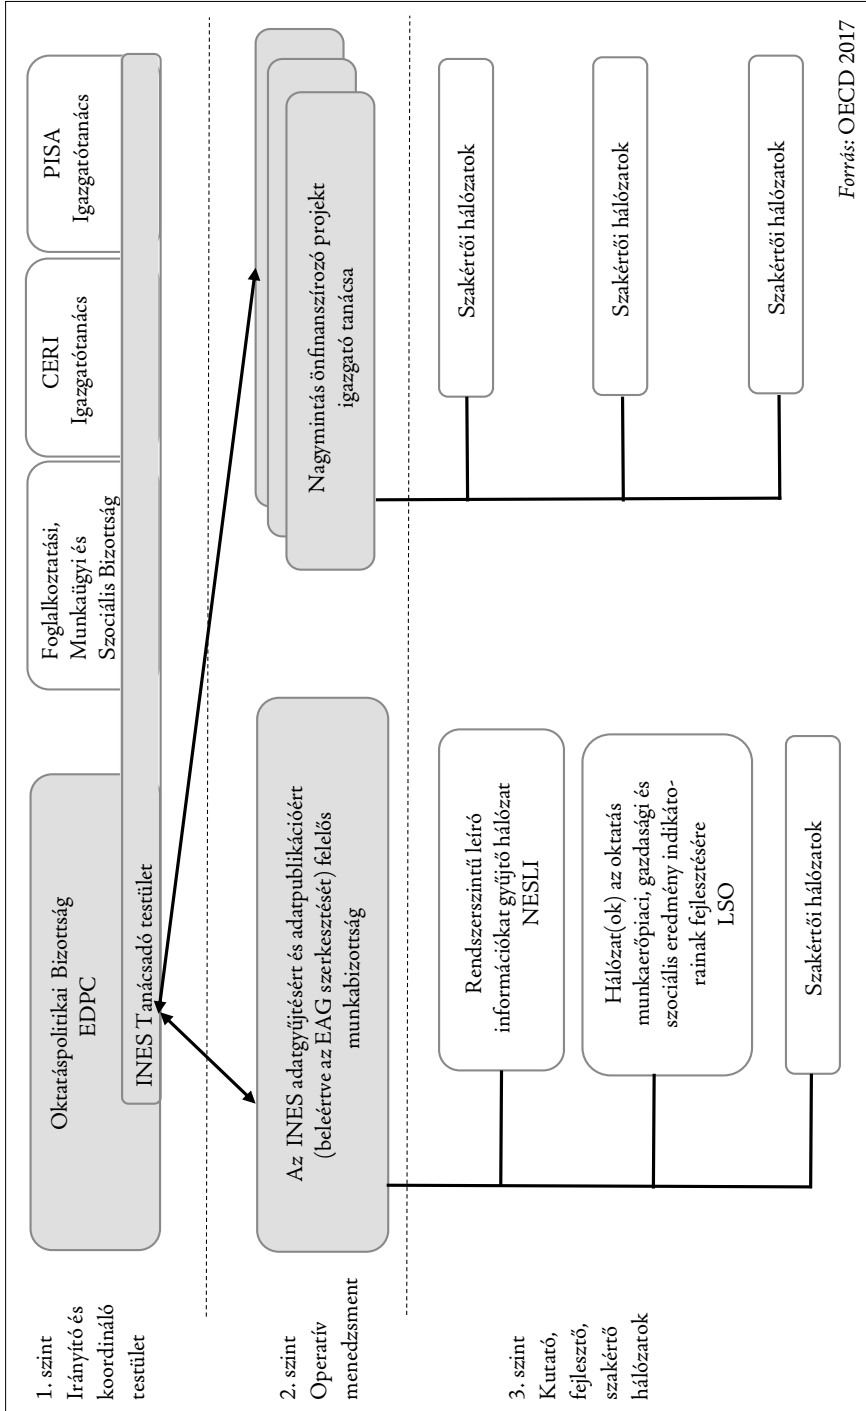 1. szint
Irányító és
koordináló
testület
Oktatáspolitikai Bizottság
EDPC
Foglalkoztatási,
Munkaügyi és
Szociális Bizottság
CERI
Igazgatótanács
PISA
Igazgatótanács
INES Tanácsadó testület
2. szint
Operatív
menedzsment
Az INES adatgyűjtésért és adatpublikációért
(beleértve az EAG szerkesztését) felelős
munkabizottság
Nagymintás önfinanszírozó projekt
igazgató tanácsa
3. szint
Kutató,
fejlesztő,
szakértő
hálózatok
Rendszerszintű leíró
információkat gyűjtő hálózat
NESLI
Hálózat(ok) az oktatás
munkaerőpiaci, gazdasági és
szociális eredmény indikáto-
rainak fejlesztésére
LSO
Szakértői hálózatok
Szakértői hálózatok
Szakértői hálózatok
Szakértői hálózatok
Forrás: OECD 2017